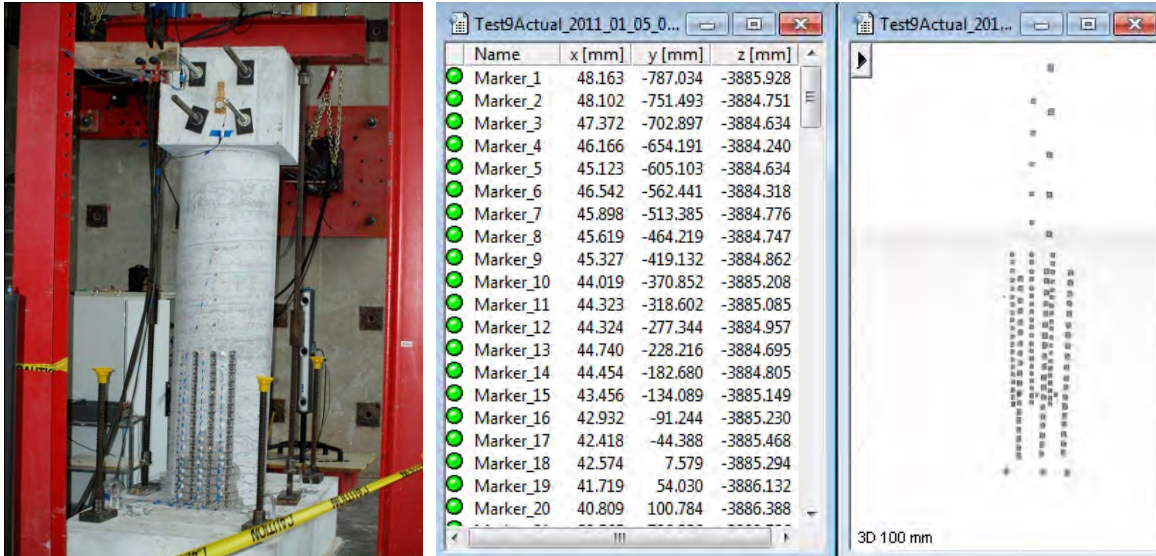 CAUTION
CAUTION
Test9Actual_2011_01_05_0...
Name x [mm] y [mm] z [mm]
Marker_1 48.163 -787.034 -3885.928
Marker_2 48.102 -751.493 -3884.751
Marker_3 47.372 -702.897 -3884.634
Marker_4 46.166 -654.191 -3884.240
Marker_5 45.123 -605.103 -3884.634
Marker_6 46.542 -562.441 -3884.318
Marker_7 45.898 -513.385 -3884.776
Marker_8 45.619 -464.219 -3884.747
Marker_9 45.327 -419.132 -3884.862
Marker_10 44.019 -370.852 -3885.208
Marker_11 44.323 -318.602 -3885.085
Marker_12 44.324 -277.344 -3884.957
Marker_13 44.740 -228.216 -3884.695
Marker_14 44.454 -182.680 -3884.805
Marker_15 43.456 -134.089 -3885.149
Marker_16 42.932 -91.244 -3885.230
Marker_17 42.418 -44.388 -3885.468
Marker_18 42.574 7.579 -3885.294
Marker_19 41.719 54.030 -3886.132
Marker_20 40.809 100.784 -3886.388
Test9Actual_201...
3D 100 mm